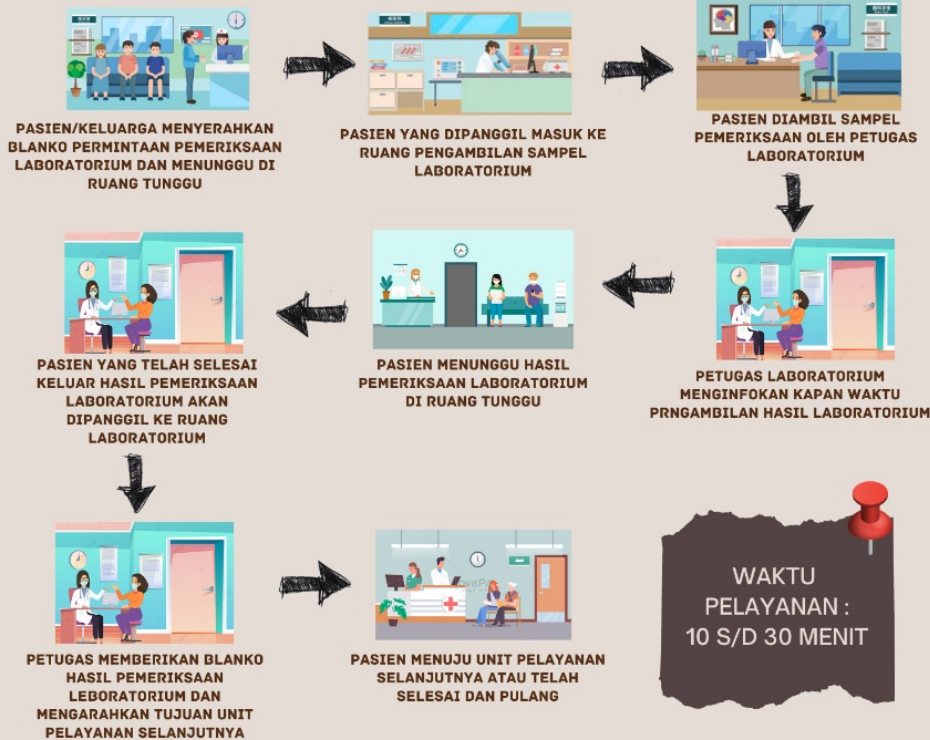 PASIEN/KELUARGA MENYERAHKAN
BLANKO PERMINTAAN PEMERIKSAAN
LABORATORIUM DAN MENUNGGU DI
RUANG TUNGGU
PASIEN YANG DIPANGGIL MASUK KE
RUANG PENGAMBILAN SAMPEL
LABORATORIUM
PASIEN DIAMBIL SAMPEL
PEMERIKSAAN OLEH PETUGAS
LABORATORIUM
PETUGAS LABORATORIUM
MENGINFOKAN KAPAN WAKTU
PRNGAMBILAN HASIL LABORATORIUM
PASIEN MENUNGGU HASIL
PEMERIKSAAN LABORATORIUM
DI RUANG TUNGGU
PASIEN YANG TELAH SELESAI
KELUAR HASIL PEMERIKSAAN
LABORATORIUM AKAN
DIPANGGIL KE RUANG
LABORATORIUM
PETUGAS MEMBERIKAN BLANKO
HASIL PEMERIKSAAN
LEBORATORIUM DAN
MENGARAHKAN TUJUAN UNIT
PELAYANAN SELANJUTNYA
PASIEN MENUJU UNIT PELAYANAN
SELANJUTNYA ATAU TELAH
SELESAI DAN PULANG
WAKTU
PELAYANAN :
10 S/D 30 MENIT